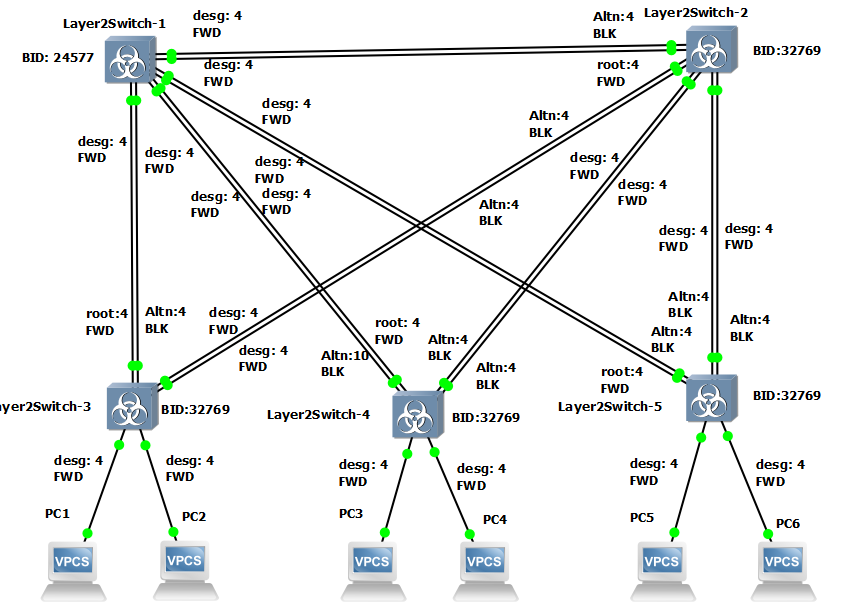 desg: 4
FWD
Layer2Switch-1
BID: 24577
Altn:4
BLK
Layer2Switch-2
BID:32769
desg: 4
FWD
root:4
FWD
desg: 4
FWD
Altn:4
BLK
desg: 4
FWD
desg: 4
FWD
desg: 4
FWD
desg: 4
FWD
desg: 4
FWD
desg: 4
FWD
desg: 4
FWD
Altn:4
BLK
desg: 4
FWD
desg: 4
FWD
root:4
FWD
Altn:4
BLK
desg: 4
FWD
desg: 4
FWD
root: 4
FWD
Altn:10
BLK
Altn:4
BLK
Altn:4
BLK
Altn:4
BLK
Altn:4
BLK
Altn:4
BLK
root:4
FWD
ayer2Switch-3
BID:32769
Layer2Switch-4
BID:32769
Layer2Switch-5
BID:32769
desg: 4
FWD
desg: 4
FWD
desg: 4
FWD
desg: 4
FWD
desg: 4
FWD
desg: 4
FWD
PC1
PC2
PC3
PC4
PC5
PC6
VPCS
VPCS
VPCS
VPCS
VPCS
VPCS